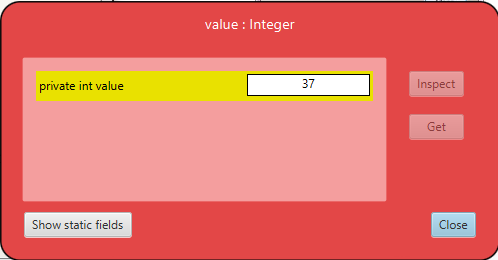 value : Integer
private int value 37
Inspect
Get
Show static fields
Close